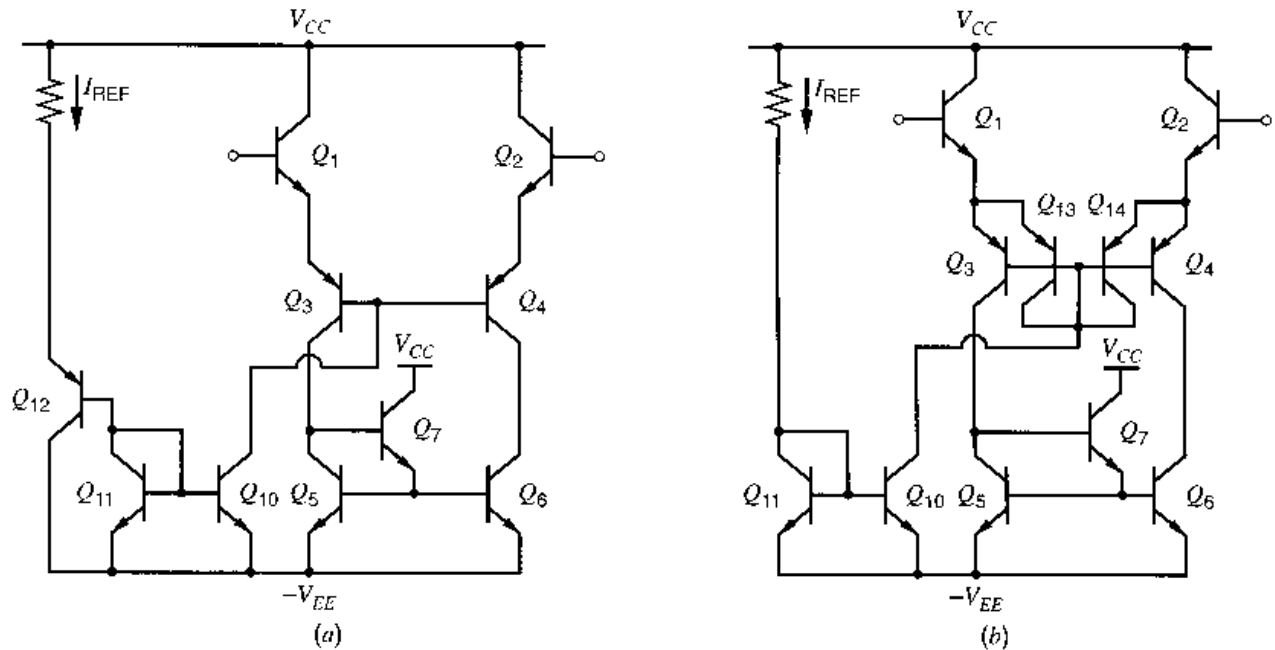 V_CC
I_REF
Q_1
Q_2
Q_3
Q_4
V_CC
Q_12
Q_7
Q_11
Q_10
Q_5
Q_6
−V_EE
(a)
V_CC
I_REF
Q_1
Q_2
Q_13
Q_14
Q_3
Q_4
V_CC
Q_7
Q_11
Q_10
Q_5
Q_6
−V_EE
(b)